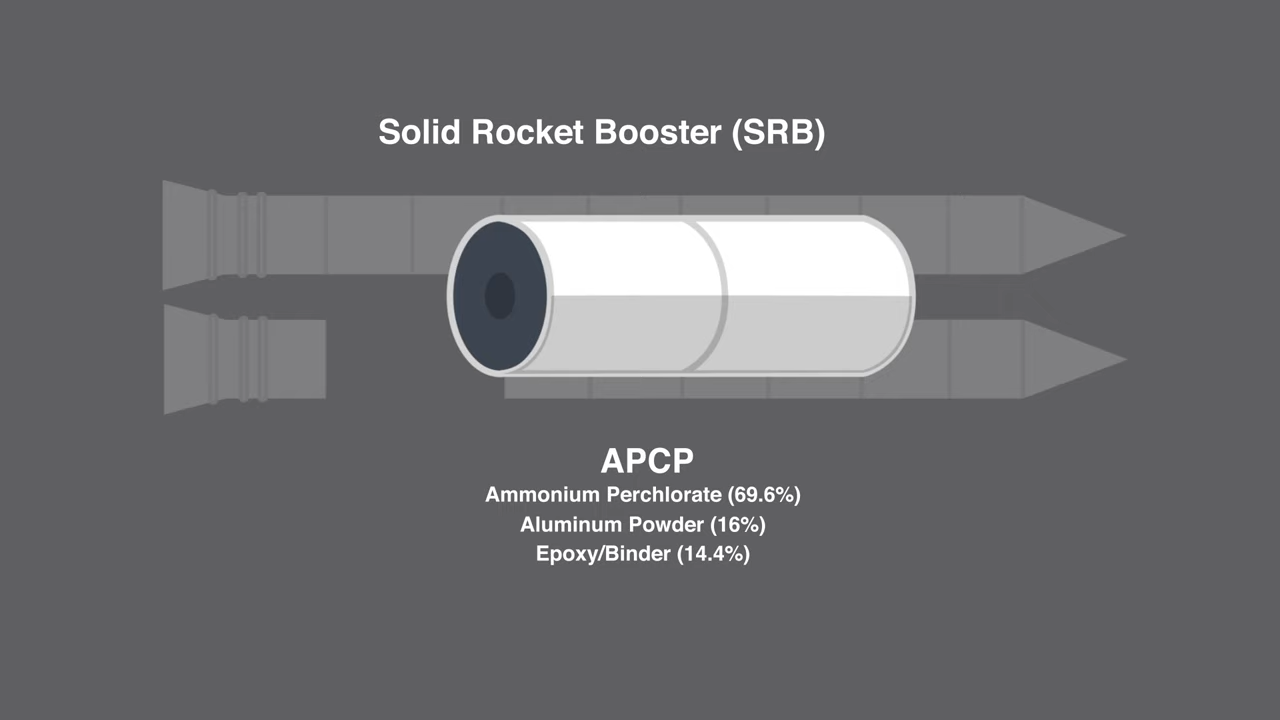 Solid Rocket Booster (SRB)
APCP
Ammonium Perchlorate (69.6%)
Aluminum Powder (16%)
Epoxy/Binder (14.4%)